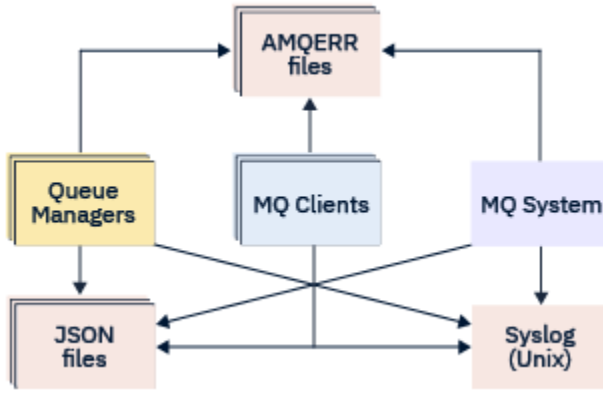 AMQERR
files
Queue
Managers
MQ Clients
MQ System
JSON
files
Syslog
(Unix)